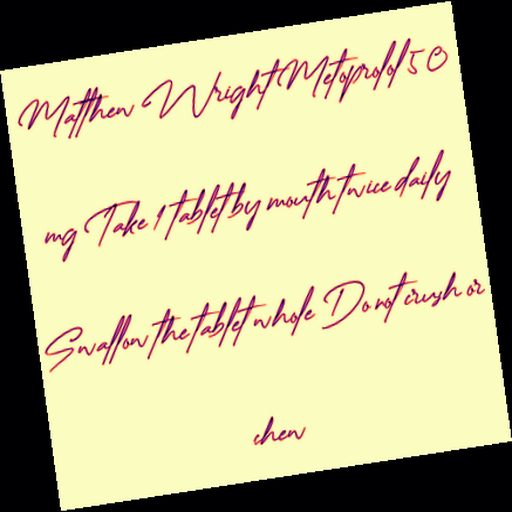 Matthew Wright Metoprolol 50
mg Take 1 tablet by mouth twice daily
Swallow the tablet whole Do not crush or
chew